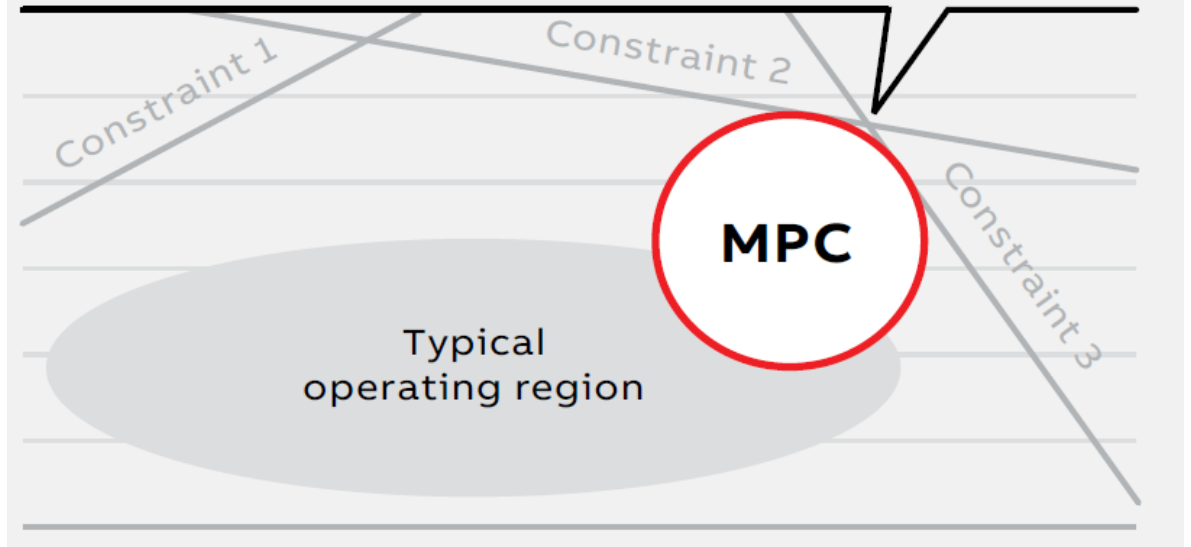 Constraint 1
Constraint 2
MPC
Constraint 3
Typical
operating region